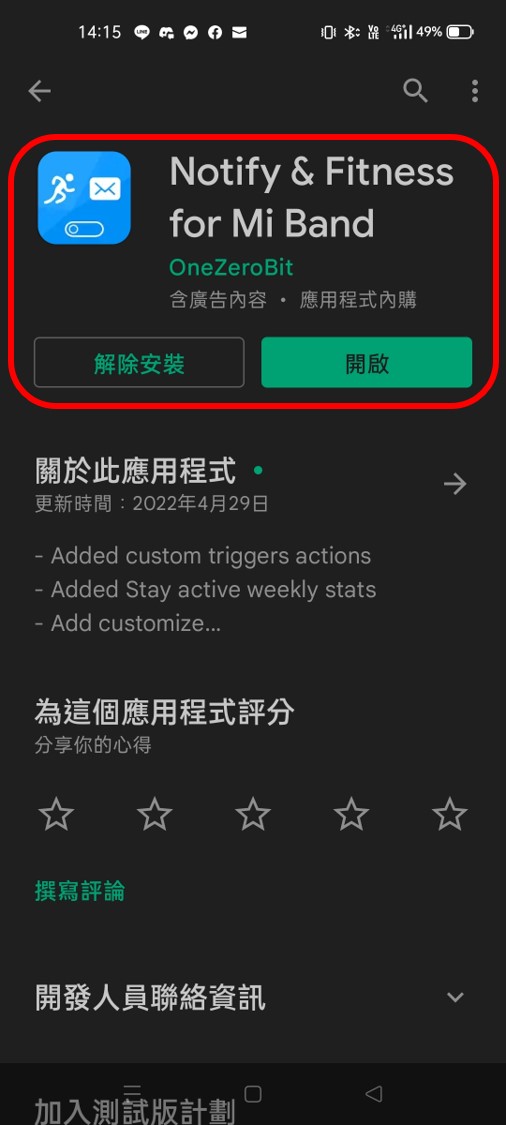 14:15 VO LTE 4G+ 49%
Notify & Fitness
for Mi Band
OneZeroBit
含廣告內容 • 應用程式內購
解除安裝 開啟
關於此應用程式
更新時間：2022年4月29日
- Added custom triggers actions
- Added Stay active weekly stats
- Add customize...
為這個應用程式評分
分享你的心得
撰寫評論
開發人員聯絡資訊
加入測試版計劃